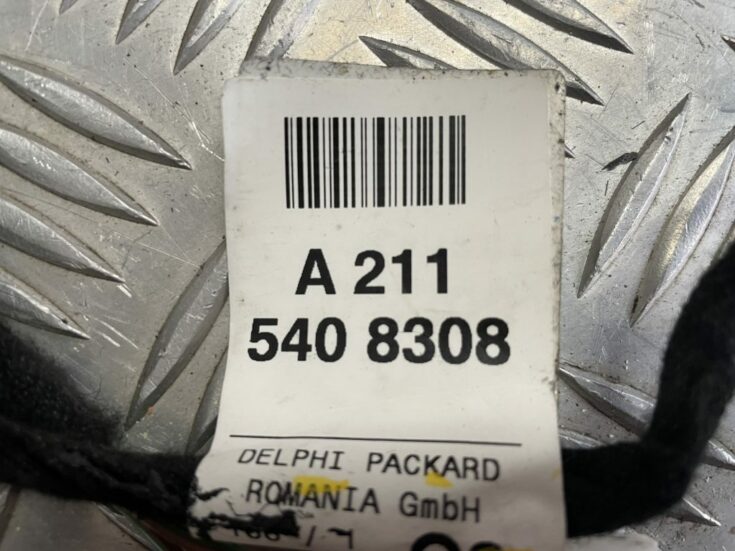 A 211
540 8308
DELPHI PACKARD
ROMANIA GmbH